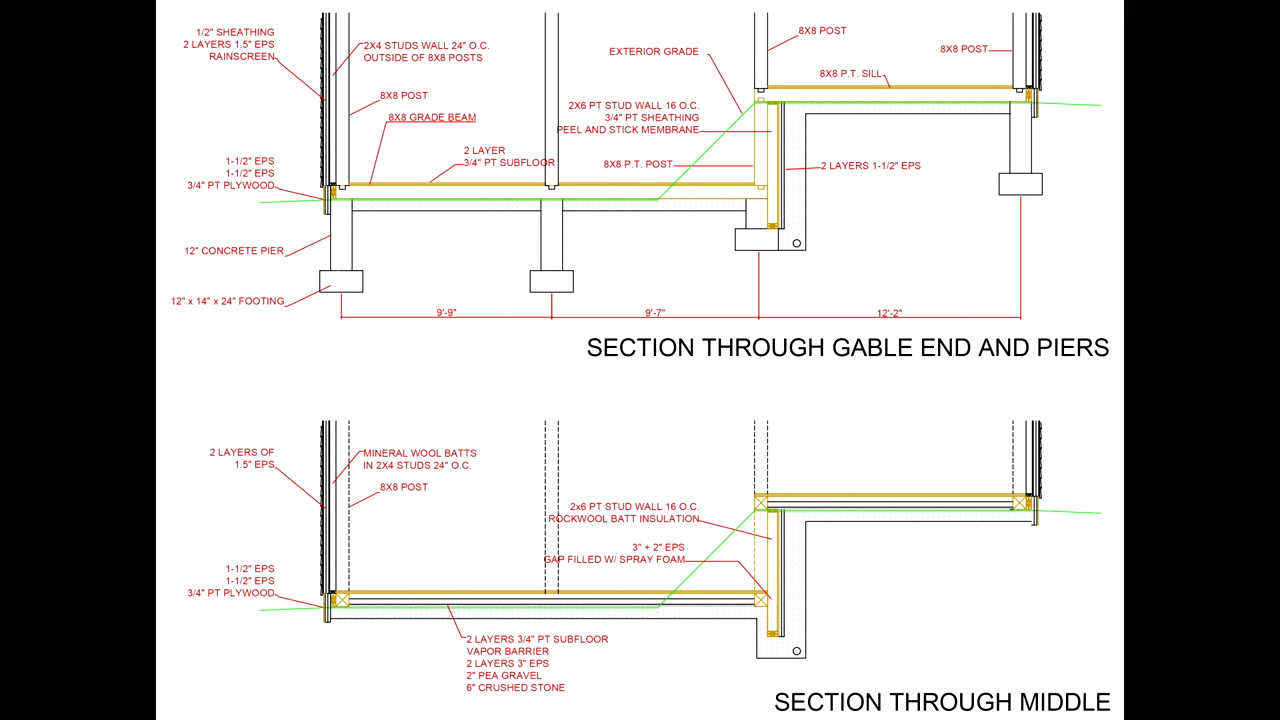 1/2" SHEATHING
2 LAYERS 1.5" EPS
RAINSCREEN
2X4 STUDS WALL 24" O.C.
OUTSIDE OF 8X8 POSTS
8X8 POST
8X8 GRADE BEAM
2 LAYER
3/4" PT SUBFLOOR
1-1/2" EPS
1-1/2" EPS
3/4" PT PLYWOOD
12" CONCRETE PIER
12" x 14" x 24" FOOTING
EXTERIOR GRADE
2X6 PT STUD WALL 16 O.C.
3/4" PT SHEATHING
PEEL AND STICK MEMBRANE
8X8 P.T. POST
8X8 POST
8X8 POST
8X8 P.T. SILL
2 LAYERS 1-1/2" EPS
9'-9"
9'-7"
12'-2"
SECTION THROUGH GABLE END AND PIERS
2 LAYERS OF
1.5" EPS
MINERAL WOOL BATTS
IN 2X4 STUDS 24" O.C.
8X8 POST
2x6 PT STUD WALL 16 O.C.
ROCKWOOL BATT INSULATION
3" + 2" EPS
GAP FILLED W/ SPRAY FOAM
1-1/2" EPS
1-1/2" EPS
3/4" PT PLYWOOD
2 LAYERS 3/4" PT SUBFLOOR
VAPOR BARRIER
2 LAYERS 3" EPS
2" PEA GRAVEL
6" CRUSHED STONE
SECTION THROUGH MIDDLE